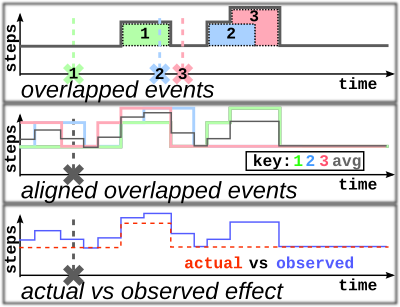 steps
1
2
3
1
2
3
time
overlapped events
steps
key: 1 2 3 avg
time
aligned overlapped events
steps
actual vs observed
time
actual vs observed effect